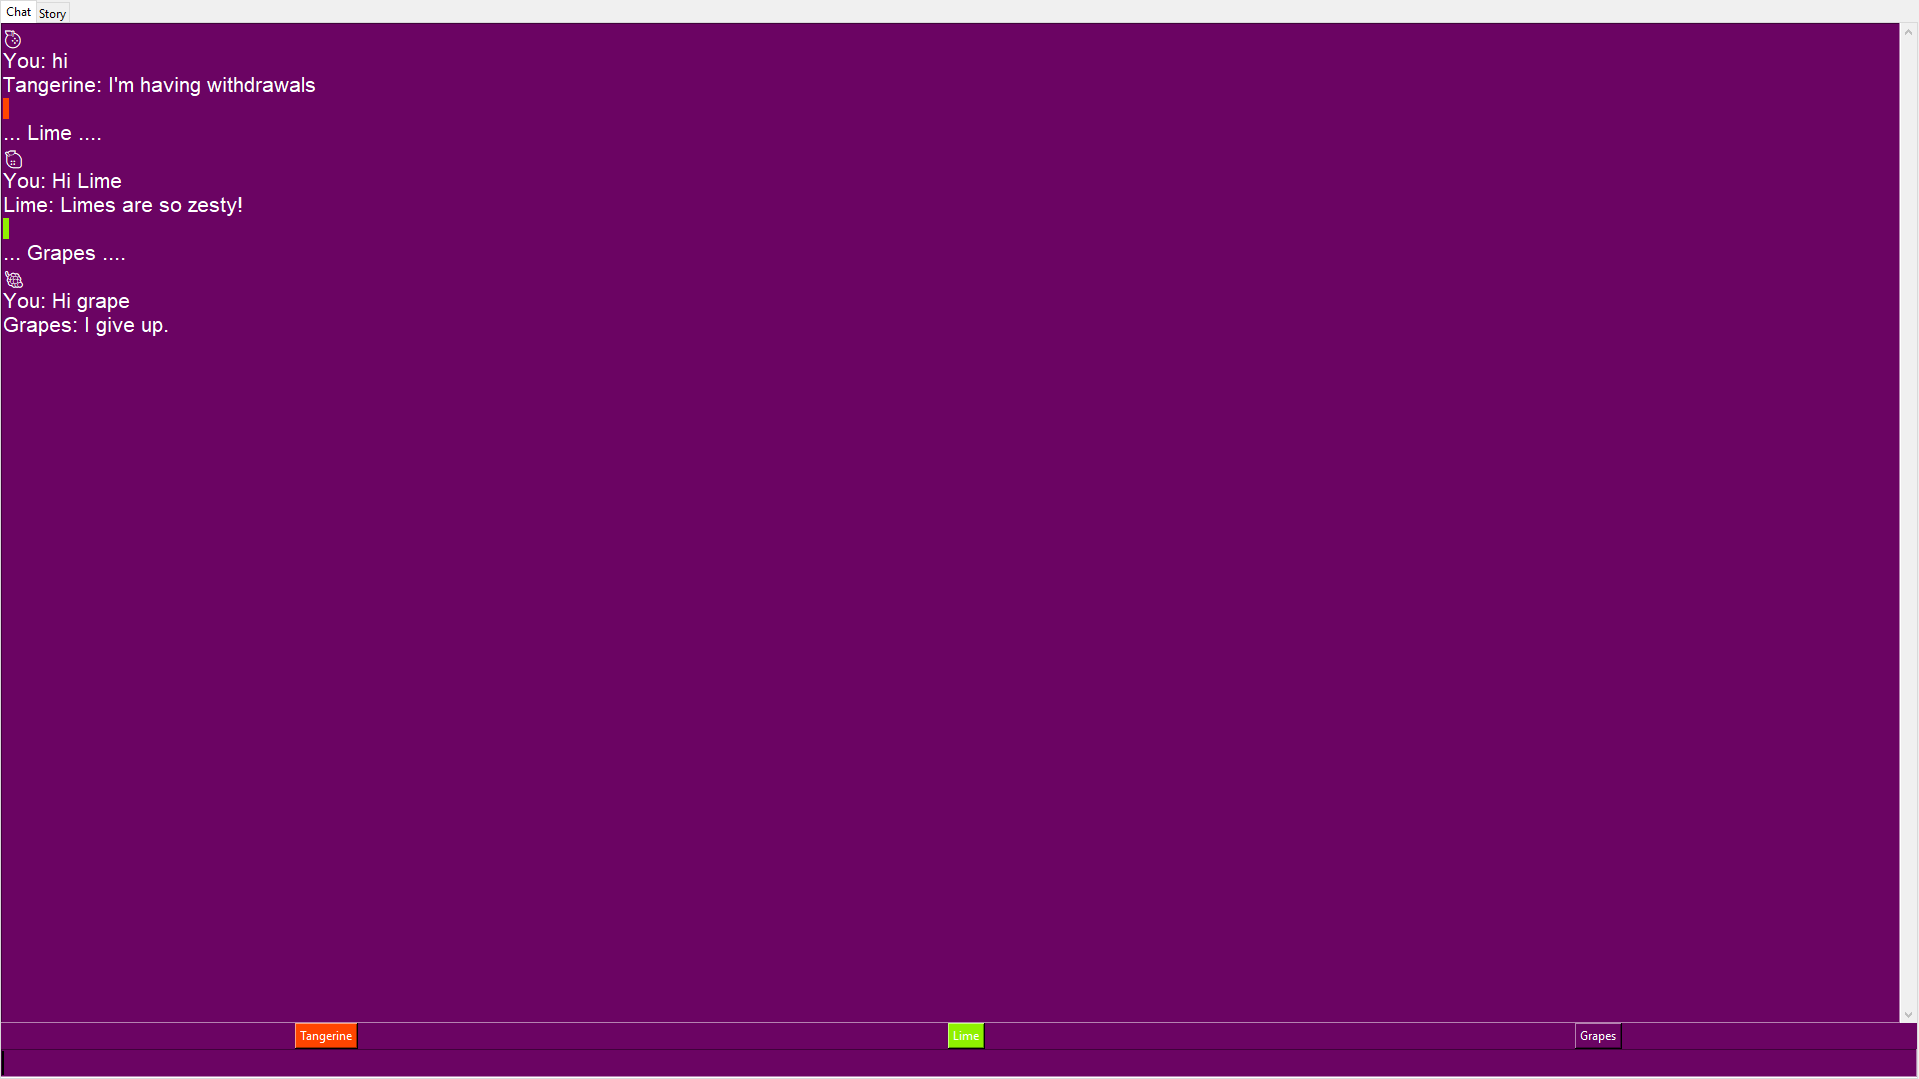 Chat Story
You: hi
Tangerine: I'm having withdrawals
... Lime ....
You: Hi Lime
Lime: Limes are so zesty!
... Grapes ....
You: Hi grape
Grapes: I give up.
Tangerine Lime Grapes